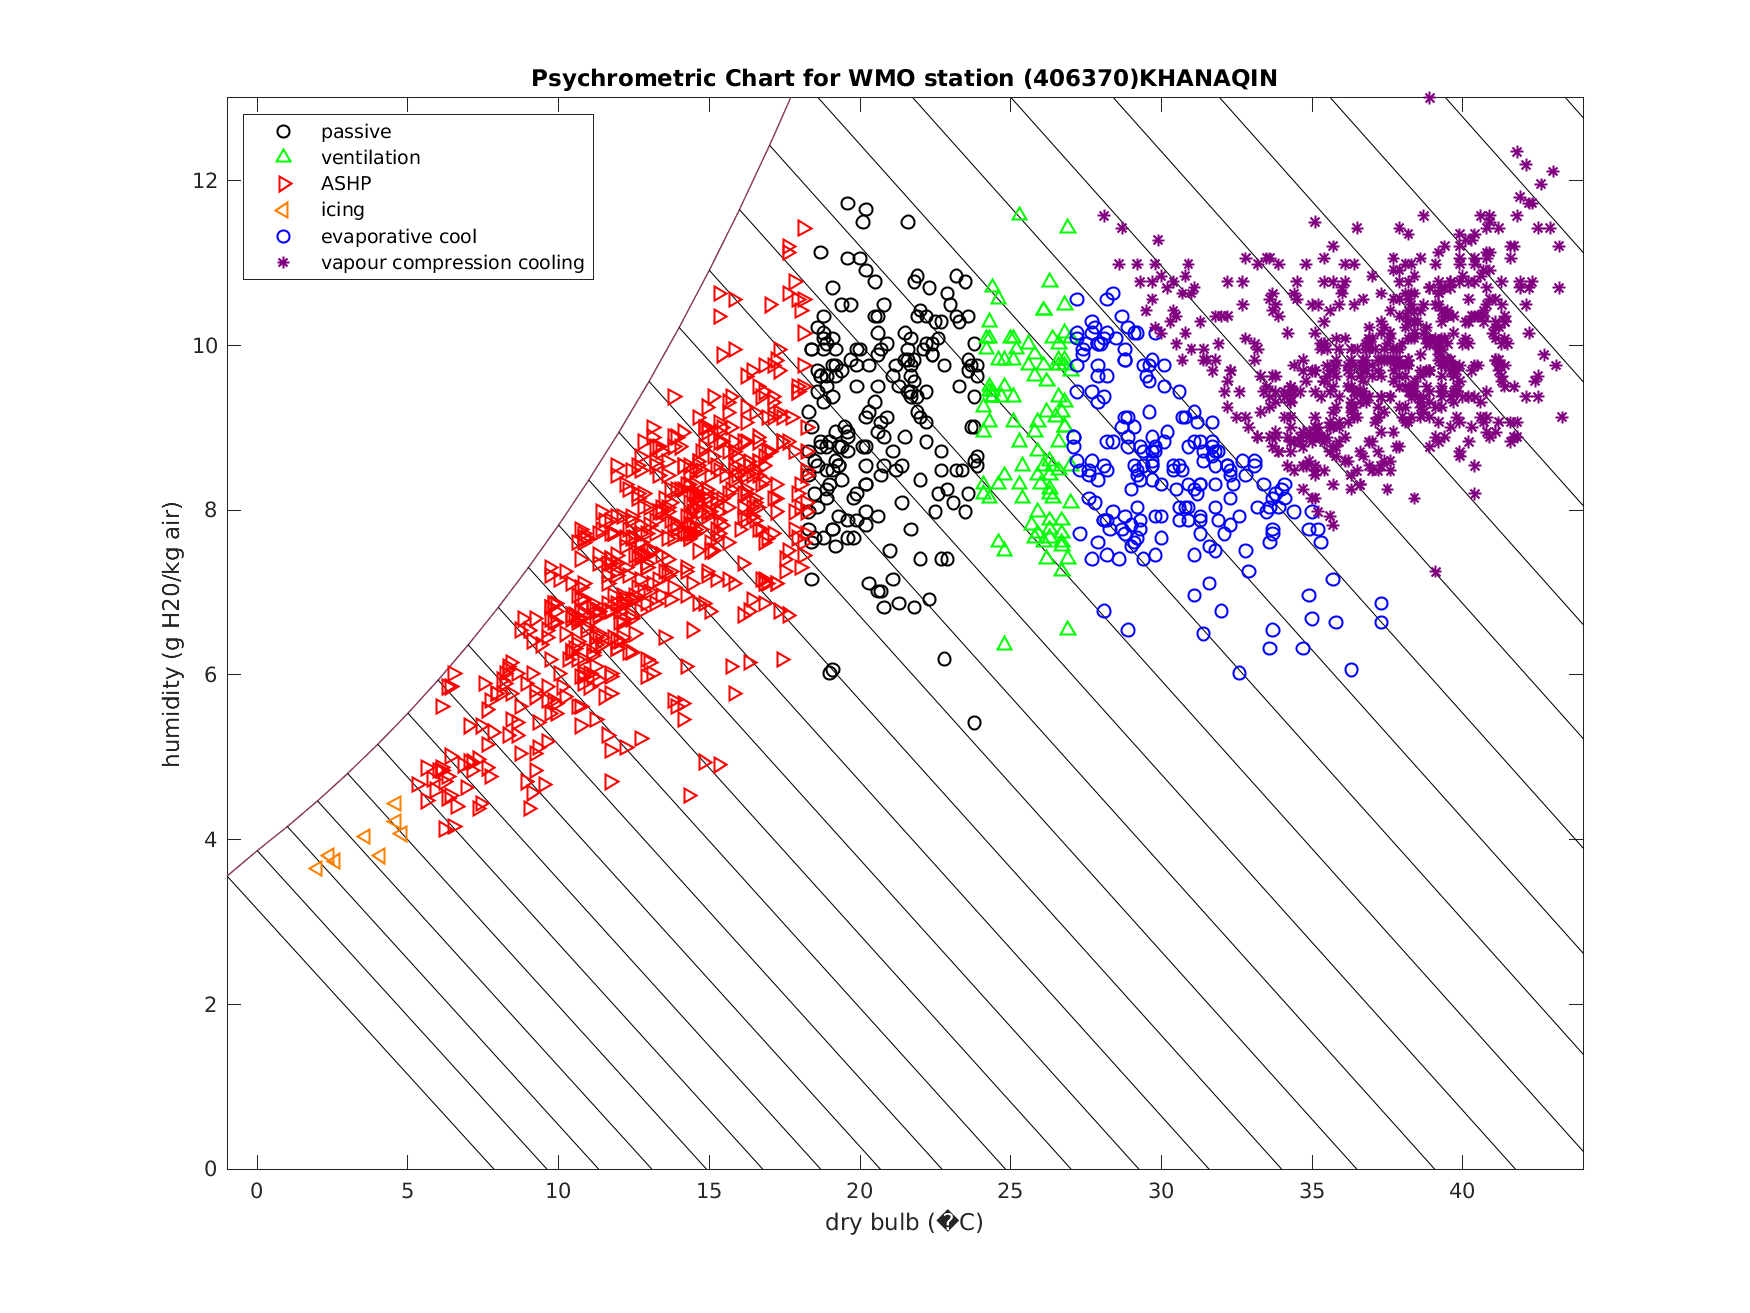 Psychrometric Chart for WMO station (406370)KHANAQIN
passive
ventilation
ASHP
icing
evaporative cool
vapour compression cooling
humidity (g H20/kg air)
12
10
8
6
4
2
0
0 5 10 15 20 25 30 35 40
dry bulb (�C)